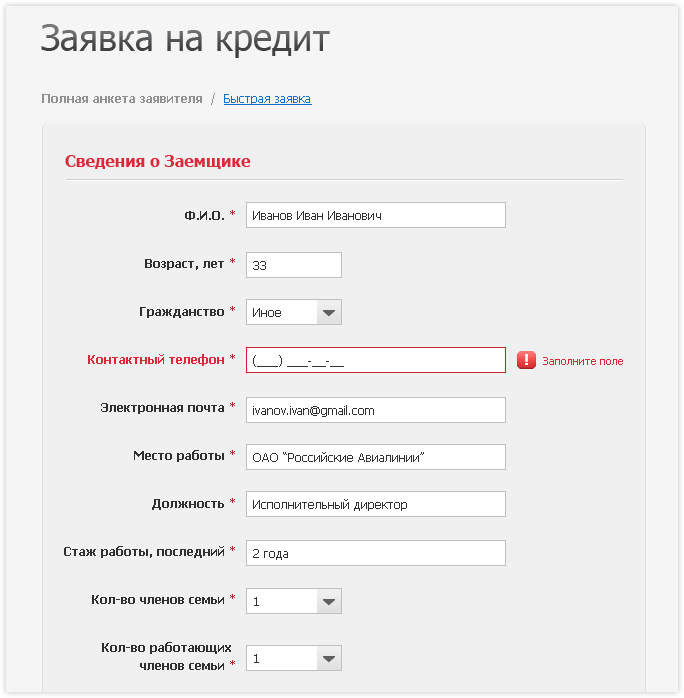 Заявка на кредит
Полная анкета заявителя / Быстрая заявка
Сведения о Заемщике
Ф.И.О. * Иванов Иван Иванович
Возраст, лет * 33
Гражданство * Иное
Контактный телефон * (___) ___-__-__ ! Заполните поле
Электронная почта * ivanov.ivan@gmail.com
Место работы * ОАО "Российские Авиалинии"
Должность * Исполнительный директор
Стаж работы, последний * 2 года
Кол-во членов семьи * 1
Кол-во работающих
членов семьи * 1